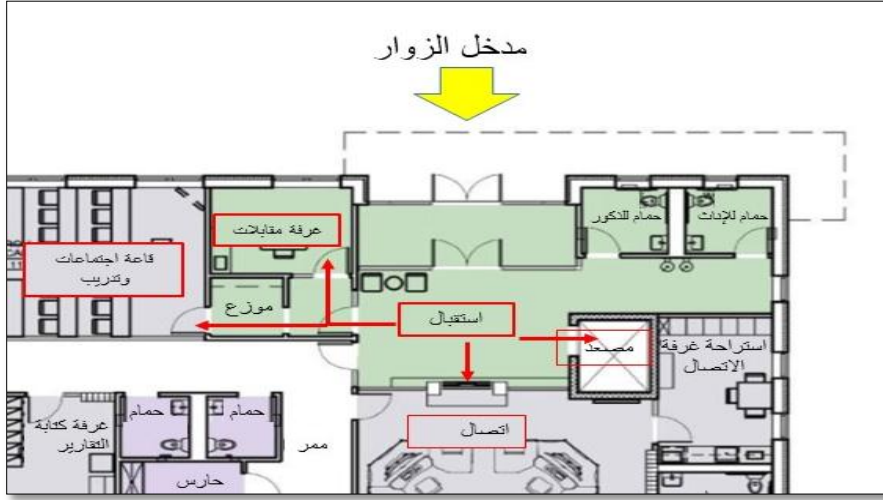 مدخل الزوار
غرفة مقابلات
حمام للذكور
حمام للإناث
قاعة اجتماعات
وتدريب
موزع
استقبال
مصعد
استراحة غرفة
الاتصال
حمام
حمام
غرفة كتابة
التقارير
ممر
اتصال
حارس